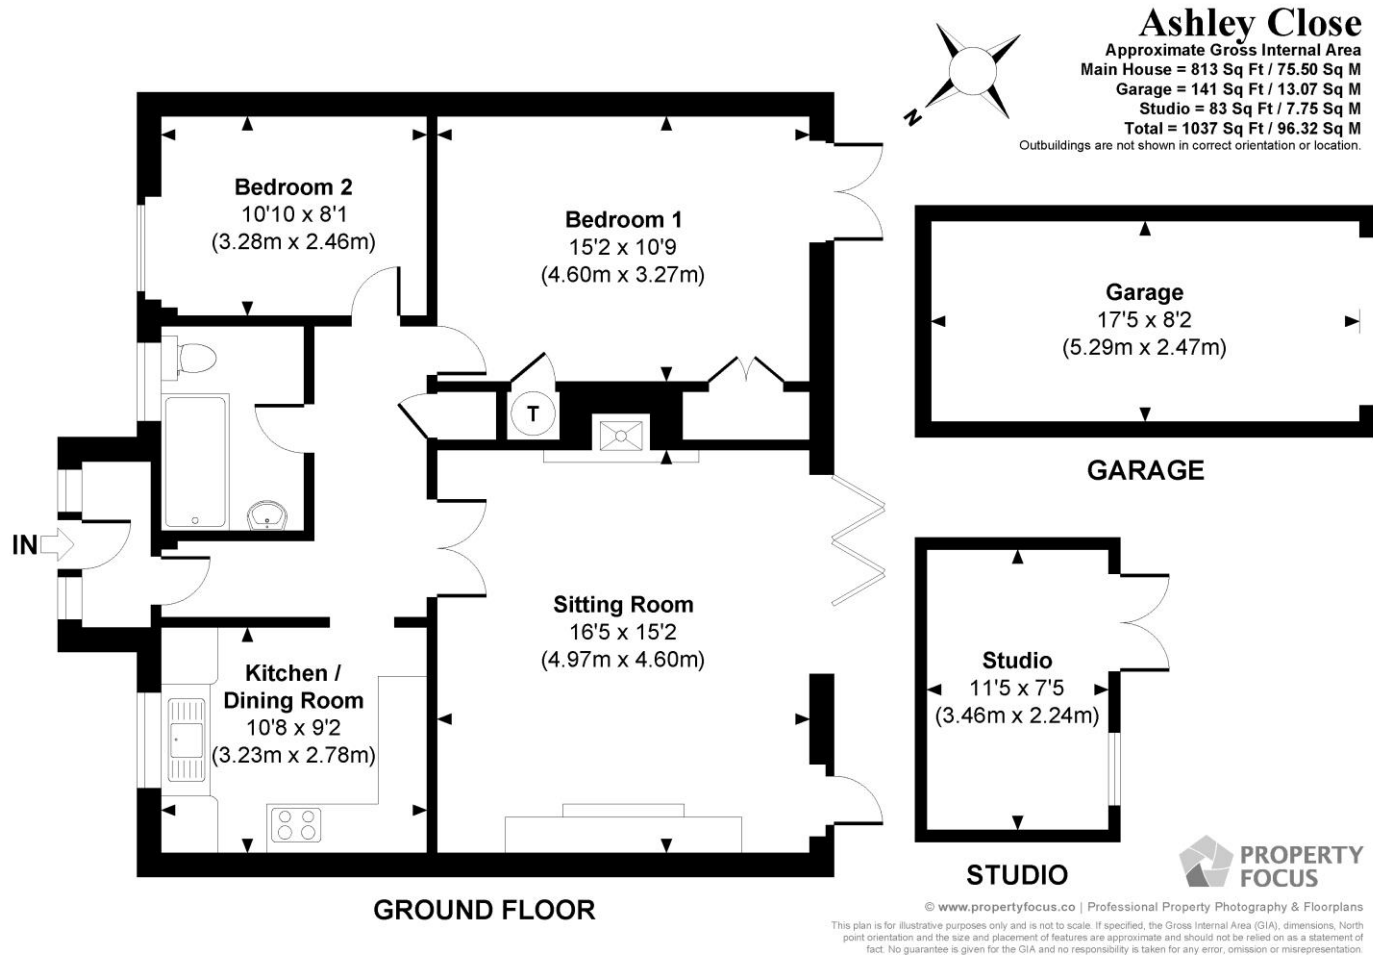 Ashley Close
Approximate Gross Internal Area
Main House = 813 Sq Ft / 75.50 Sq M
Garage = 141 Sq Ft / 13.07 Sq M
Studio = 83 Sq Ft / 7.75 Sq M
Total = 1037 Sq Ft / 96.32 Sq M
Outbuildings are not shown in correct orientation or location.
N
Bedroom 2
10'10 x 8'1
(3.28m x 2.46m)
Bedroom 1
15'2 x 10'9
(4.60m x 3.27m)
Garage
17'5 x 8'2
(5.29m x 2.47m)
GARAGE
T
IN
Sitting Room
16'5 x 15'2
(4.97m x 4.60m)
Kitchen /
Dining Room
10'8 x 9'2
(3.23m x 2.78m)
Studio
11'5 x 7'5
(3.46m x 2.24m)
STUDIO
GROUND FLOOR
PROPERTY
FOCUS
© www.propertyfocus.co | Professional Property Photography & Floorplans
This plan is for illustrative purposes only and is not to scale. If specified, the Gross Internal Area (GIA), dimensions, North
point orientation and the size and placement of features are approximate and should not be relied on as a statement of
fact. No guarantee is given for the GIA and no responsibility is taken for any error, omission or misrepresentation.